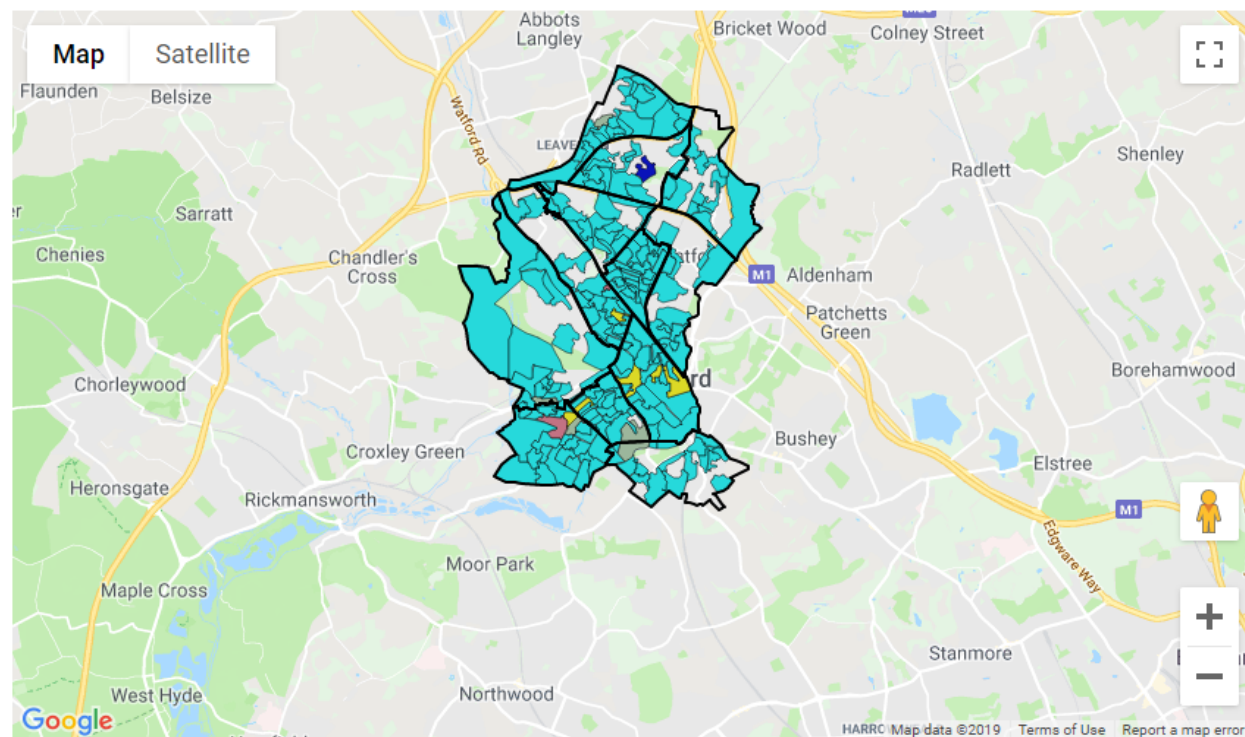 Map
Satellite
Abbots
Langley
Bricket Wood
Colney Street
Flaunden
Belsize
Watford Rd
Shenley
Radlett
Sarratt
Chenies
Chandler's
Cross
M1
Aldenham
Patchetts
Green
Chorleywood
Borehamwood
Croxley Green
Bushey
Elstree
Heronsgate
Rickmansworth
M1
Edgware Way
Moor Park
Maple Cross
Stanmore
West Hyde
Northwood
Google
Map data ©2019
Terms of Use
Report a map error